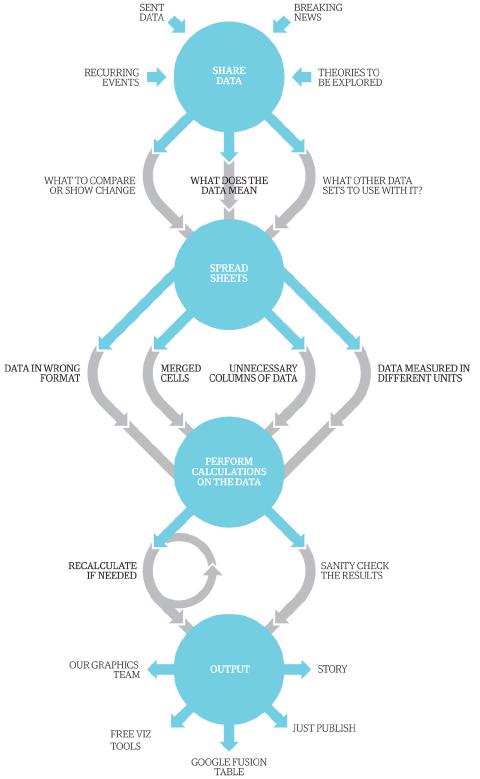 SENT
DATA
BREAKING
NEWS
RECURRING
EVENTS
SHARE
DATA
THEORIES TO
BE EXPLORED
WHAT TO COMPARE
OR SHOW CHANGE
WHAT DOES THE
DATA MEAN
WHAT OTHER DATA
SETS TO USE WITH IT?
SPREAD
SHEETS
DATA IN WRONG
FORMAT
MERGED
CELLS
UNNECESSARY
COLUMNS OF DATA
DATA MEASURED IN
DIFFERENT UNITS
PERFORM
CALCULATIONS
ON THE DATA
RECALCULATE
IF NEEDED
SANITY CHECK
THE RESULTS
OUR GRAPHICS
TEAM
OUTPUT
STORY
FREE VIZ
TOOLS
JUST PUBLISH
GOOGLE FUSION
TABLE